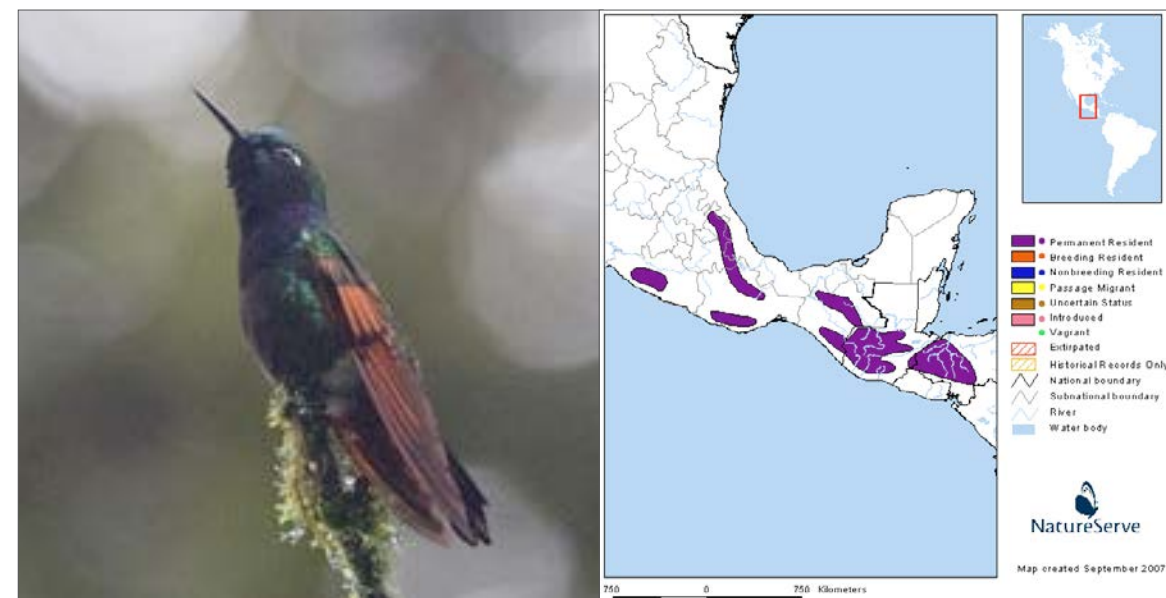 Permanent Resident
Breeding Resident
Nonbreeding Resident
Passage Migrant
Uncertain Status
Introduced
Vagrant
Extirpated
Historical Records Only
National boundary
Subnational boundary
River
Water body
NatureServe
Map created September 2007
750 0 750 Kilometers